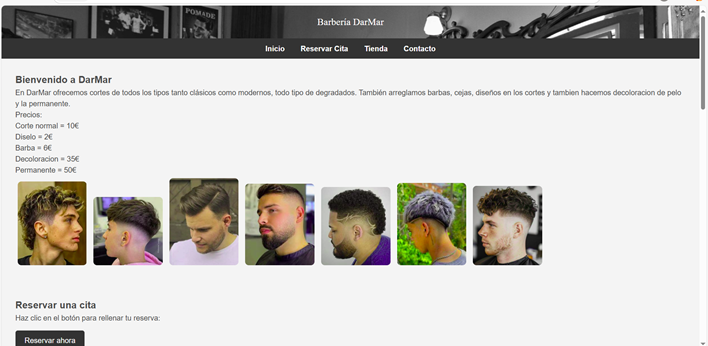 POMADE
Barbería DarMar
Inicio Reservar Cita Tienda Contacto
Bienvenido a DarMar
En DarMar ofrecemos cortes de todos los tipos tanto clásicos como modernos, todo tipo de degradados. También arreglamos barbas, cejas, diseños en los cortes y tambien hacemos decoloracion de pelo
y la permanente.
Precios:
Corte normal = 10€
Diselo = 2€
Barba = 6€
Decoloracion = 35€
Permanente = 50€
Reservar una cita
Haz clic en el botón para rellenar tu reserva:
Reservar ahora